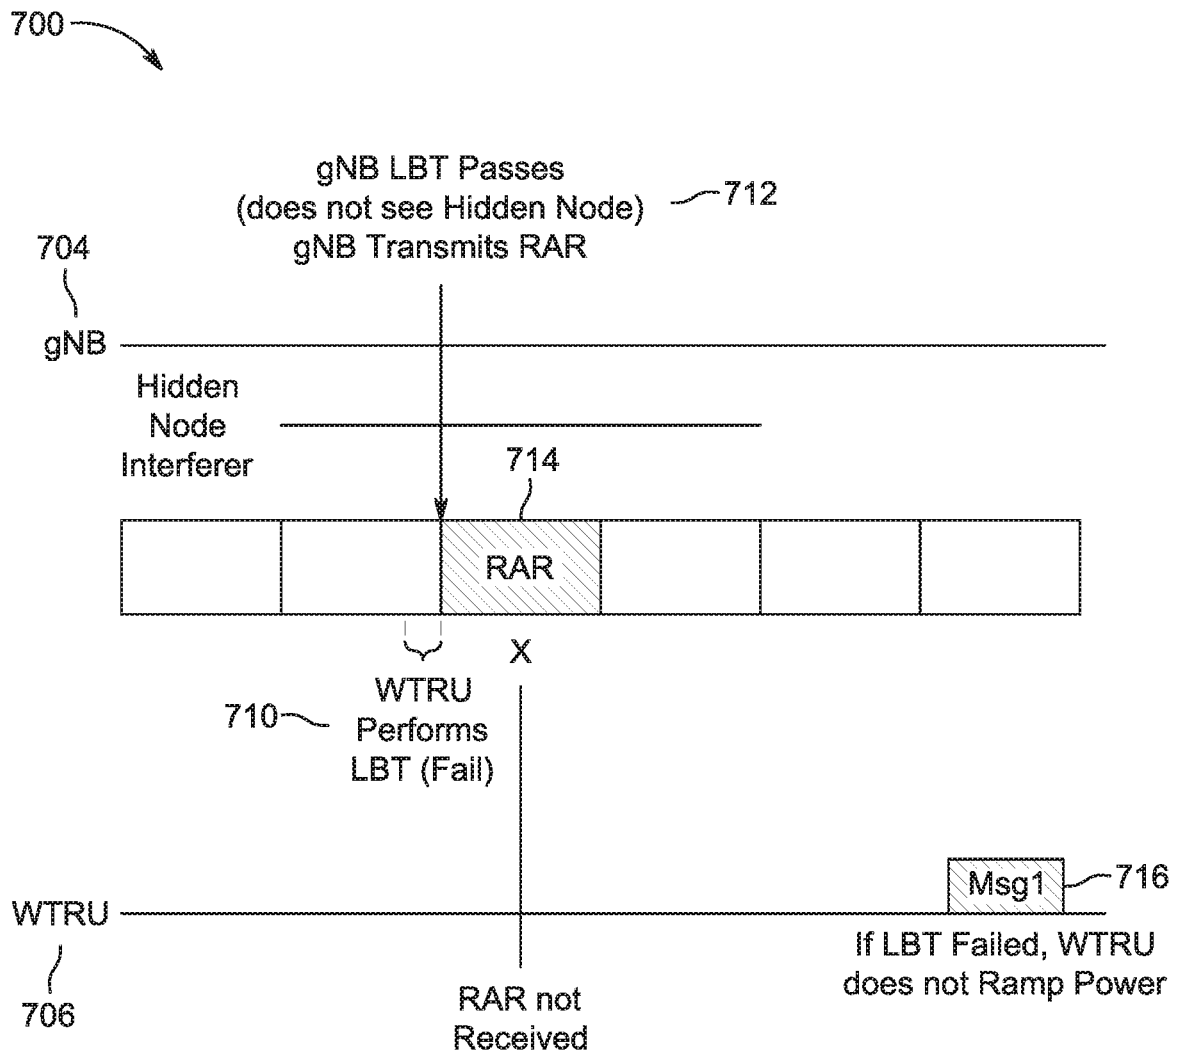 700
gNB LBT Passes
(does not see Hidden Node)
gNB Transmits RAR
712
704
gNB
Hidden
Node
Interferer
714
RAR
X
WTRU
Performs
LBT (Fail)
710
Msg1
716
WTRU
706
If LBT Failed, WTRU
does not Ramp Power
RAR not
Received